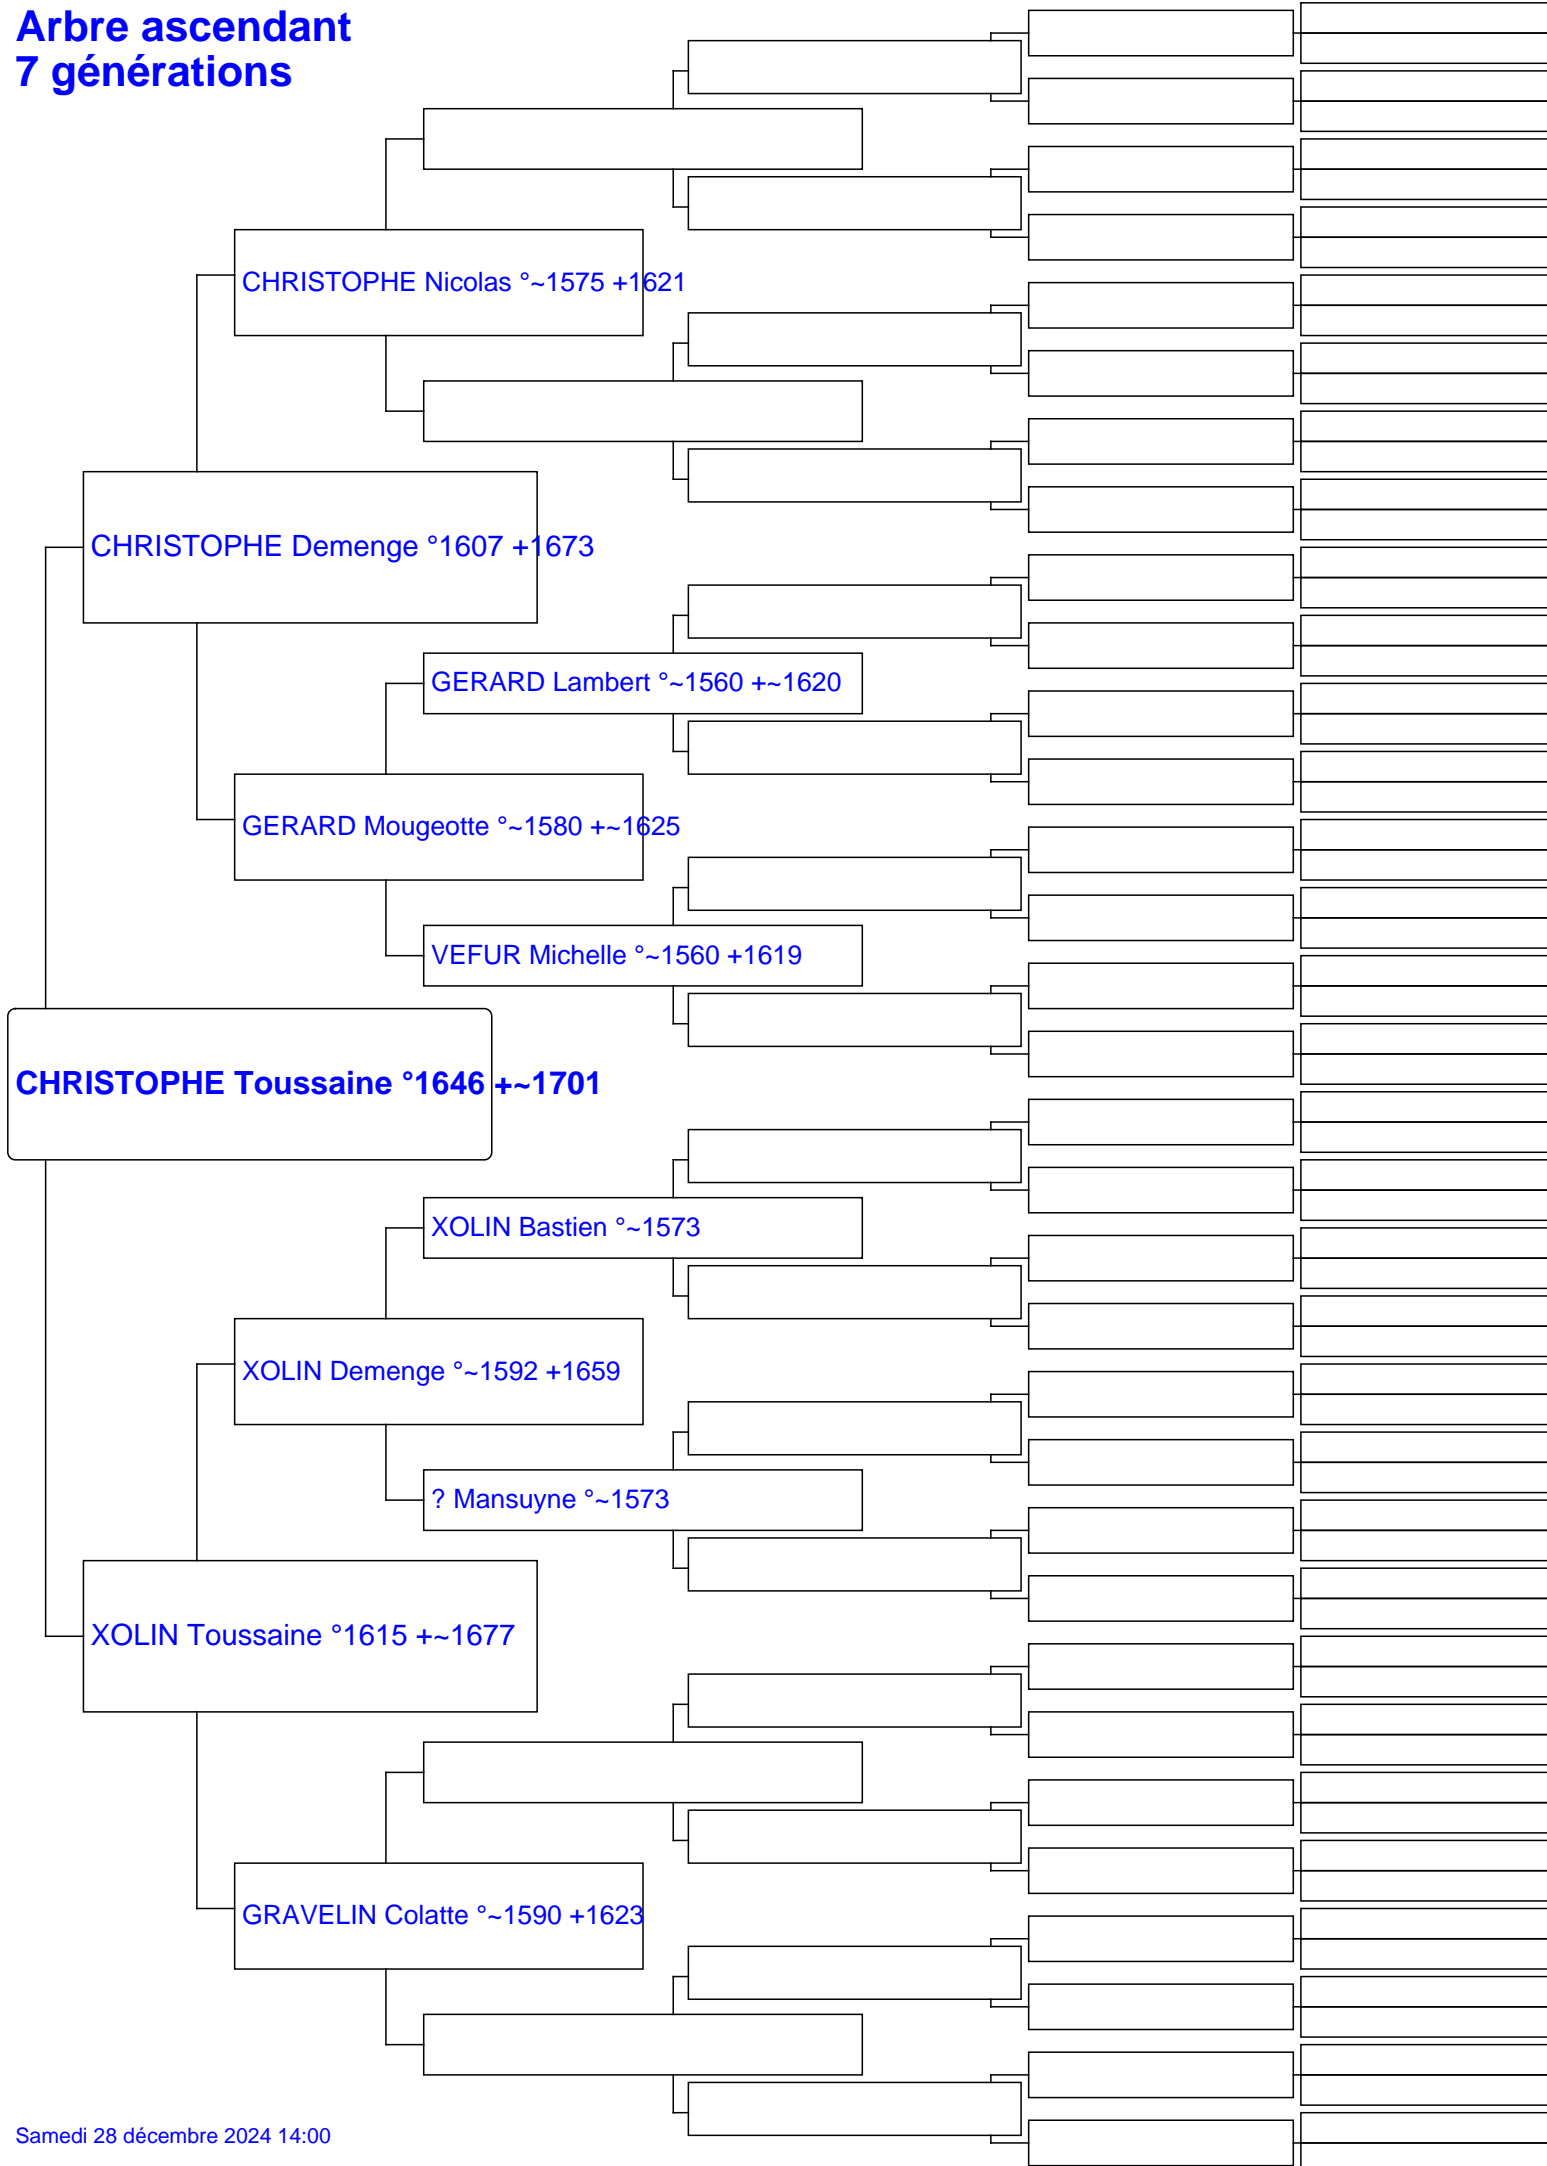 Arbre ascendant
7 générations
CHRISTOPHE Nicolas °~1575 +1621
CHRISTOPHE Demenge °1607 +1673
GERARD Lambert °~1560 +~1620
GERARD Mougeotte °~1580 +~1625
VEFUR Michelle °~1560 +1619
CHRISTOPHE Toussaine °1646 +~1701
XOLIN Bastien °~1573
XOLIN Demenge °~1592 +1659
? Mansuyne °~1573
XOLIN Toussaine °1615 +~1677
GRAVELIN Colatte °~1590 +1623
Samedi 28 décembre 2024 14:00